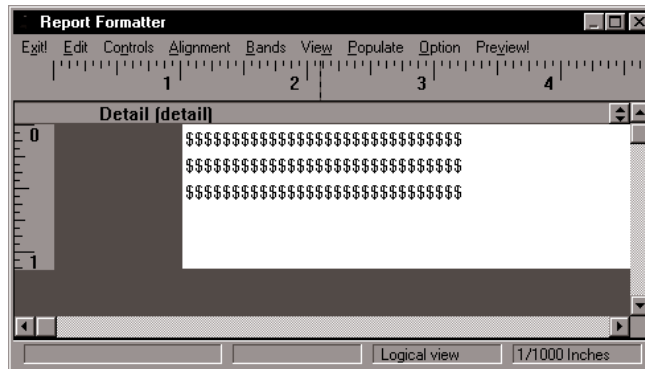 Report Formatter
Exit! Edit Controls Alignment Bands View Populate Option Preview!
1 2 3 4
Detail (detail)
0
$$$$$$$$$$$$$$$$$$$$$$$$$$$$$$
$$$$$$$$$$$$$$$$$$$$$$$$$$$$$$
$$$$$$$$$$$$$$$$$$$$$$$$$$$$$$
1
Logical view 1/1000 Inches